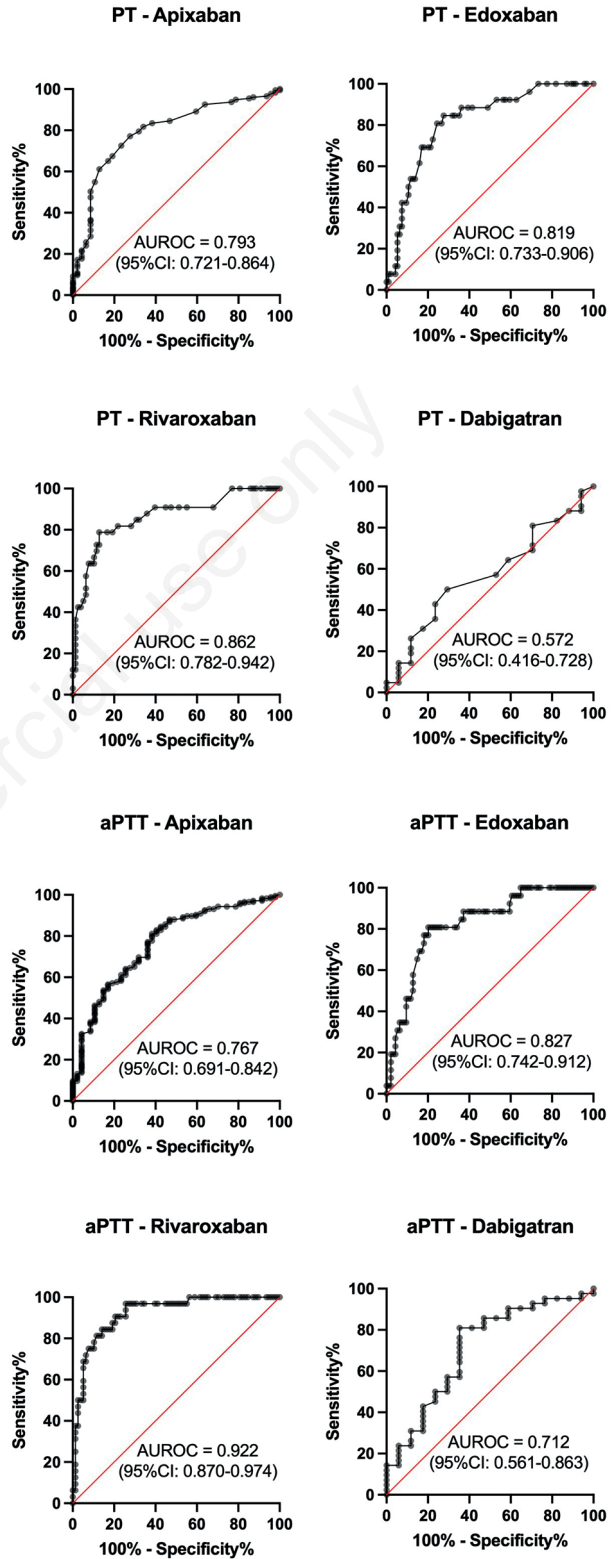 PT - Apixaban
Sensitivity%
100
80
60
40
20
0
AUROC = 0.793
(95%CI: 0.721-0.864)
0 20 40 60 80 100
100% - Specificity%
PT - Edoxaban
Sensitivity%
100
80
60
40
20
0
AUROC = 0.819
(95%CI: 0.733-0.906)
0 20 40 60 80 100
100% - Specificity%
PT - Rivaroxaban
Sensitivity%
100
80
60
40
20
0
AUROC = 0.862
(95%CI: 0.782-0.942)
0 20 40 60 80 100
100% - Specificity%
PT - Dabigatran
Sensitivity%
100
80
60
40
20
0
AUROC = 0.572
(95%CI: 0.416-0.728)
0 20 40 60 80 100
100% - Specificity%
aPTT - Apixaban
Sensitivity%
100
80
60
40
20
0
AUROC = 0.767
(95%CI: 0.691-0.842)
0 20 40 60 80 100
100% - Specificity%
aPTT - Edoxaban
Sensitivity%
100
80
60
40
20
0
AUROC = 0.827
(95%CI: 0.742-0.912)
0 20 40 60 80 100
100% - Specificity%
aPTT - Rivaroxaban
Sensitivity%
100
80
60
40
20
0
AUROC = 0.922
(95%CI: 0.870-0.974)
0 20 40 60 80 100
100% - Specificity%
aPTT - Dabigatran
Sensitivity%
100
80
60
40
20
0
AUROC = 0.712
(95%CI: 0.561-0.863)
0 20 40 60 80 100
100% - Specificity%
ercial use only